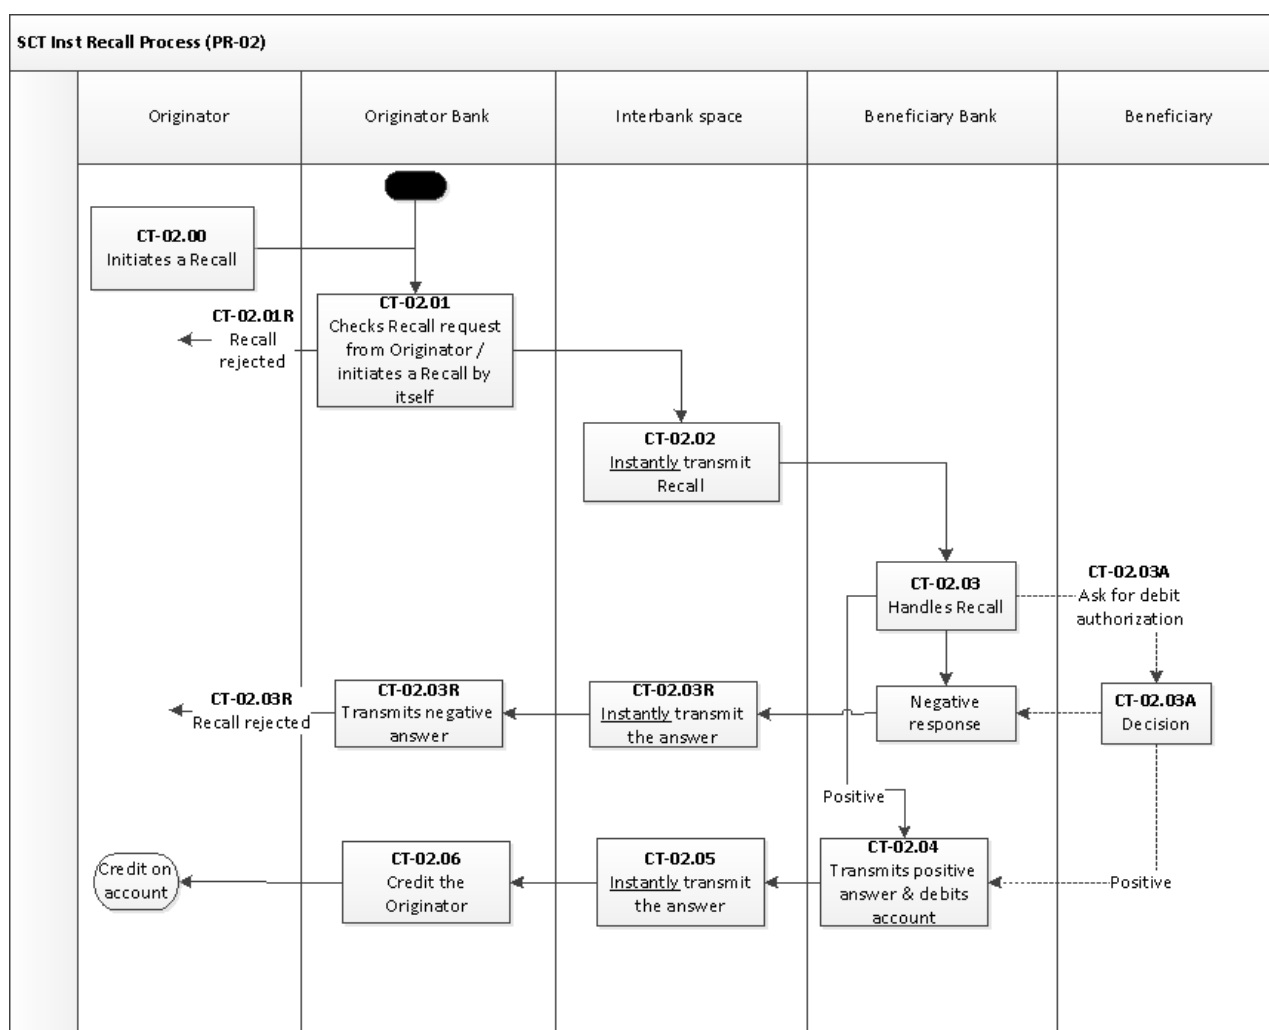 SCT Inst Recall Process (PR-02)
Originator
Originator Bank
Interbank space
Beneficiary Bank
Beneficiary
CT-02.00
Initiates a Recall
CT-02.01R
Recall
rejected
CT-02.01
Checks Recall request
from Originator /
initiates a Recall by
itself
CT-02.02
Instantly transmit
Recall
CT-02.03
Handles Recall
CT-02.03A
Ask for debit
authorization
CT-02.03R
Recall rejected
CT-02.03R
Transmits negative
answer
CT-02.03R
Instantly transmit
the answer
Negative
response
CT-02.03A
Decision
Positive
Credit on
account
CT-02.06
Credit the
Originator
CT-02.05
Instantly transmit
the answer
CT-02.04
Transmits positive
answer & debits
account
Positive